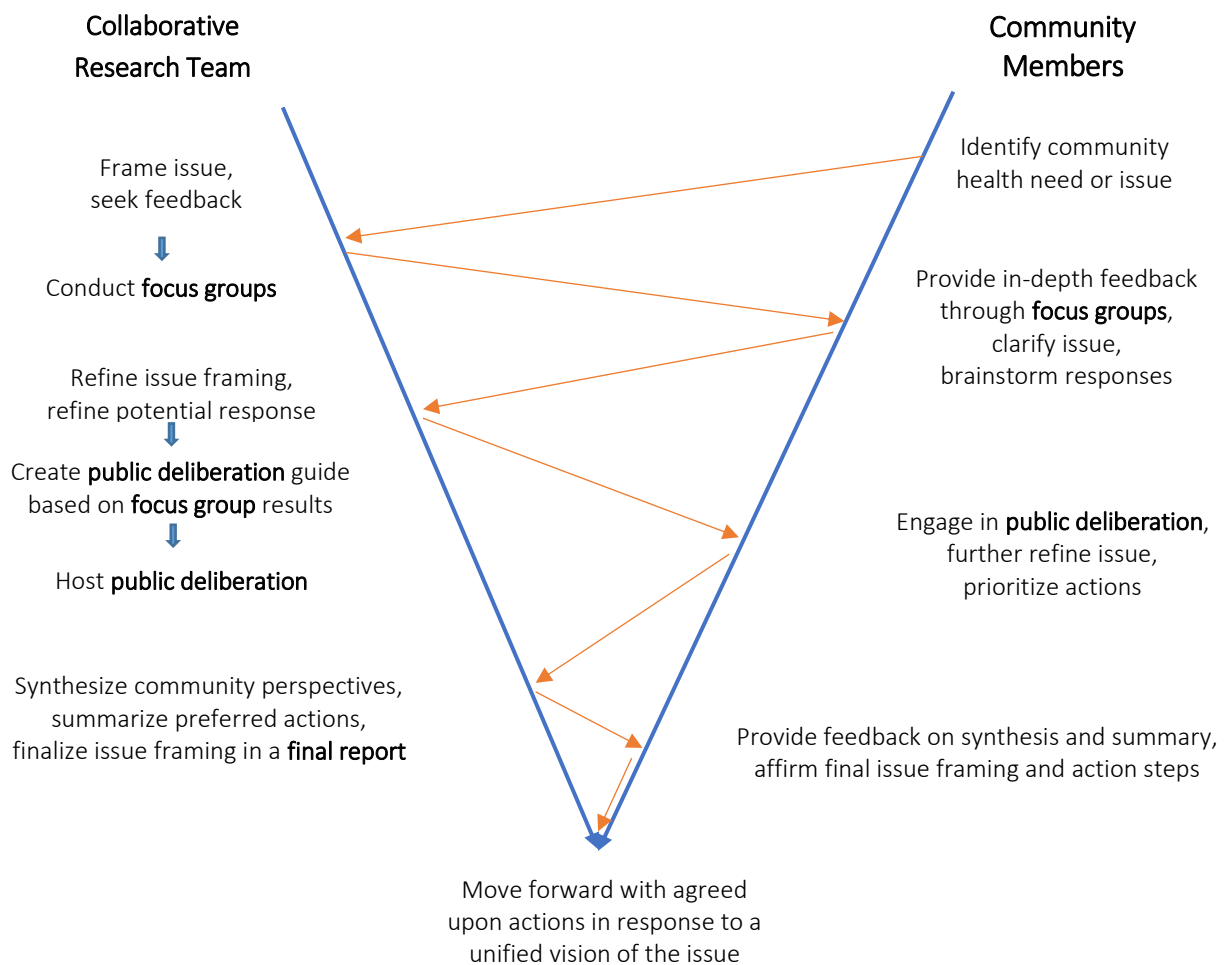 Collaborative
Research Team
Community
Members
Frame issue,
seek feedback
Conduct focus groups
Refine issue framing,
refine potential response
Create public deliberation guide
based on focus group results
Host public deliberation
Synthesize community perspectives,
summarize preferred actions,
finalize issue framing in a final report
Identify community
health need or issue
Provide in-depth feedback
through focus groups,
clarify issue,
brainstorm responses
Engage in public deliberation,
further refine issue,
prioritize actions
Provide feedback on synthesis and summary,
affirm final issue framing and action steps
Move forward with agreed
upon actions in response to a
unified vision of the issue